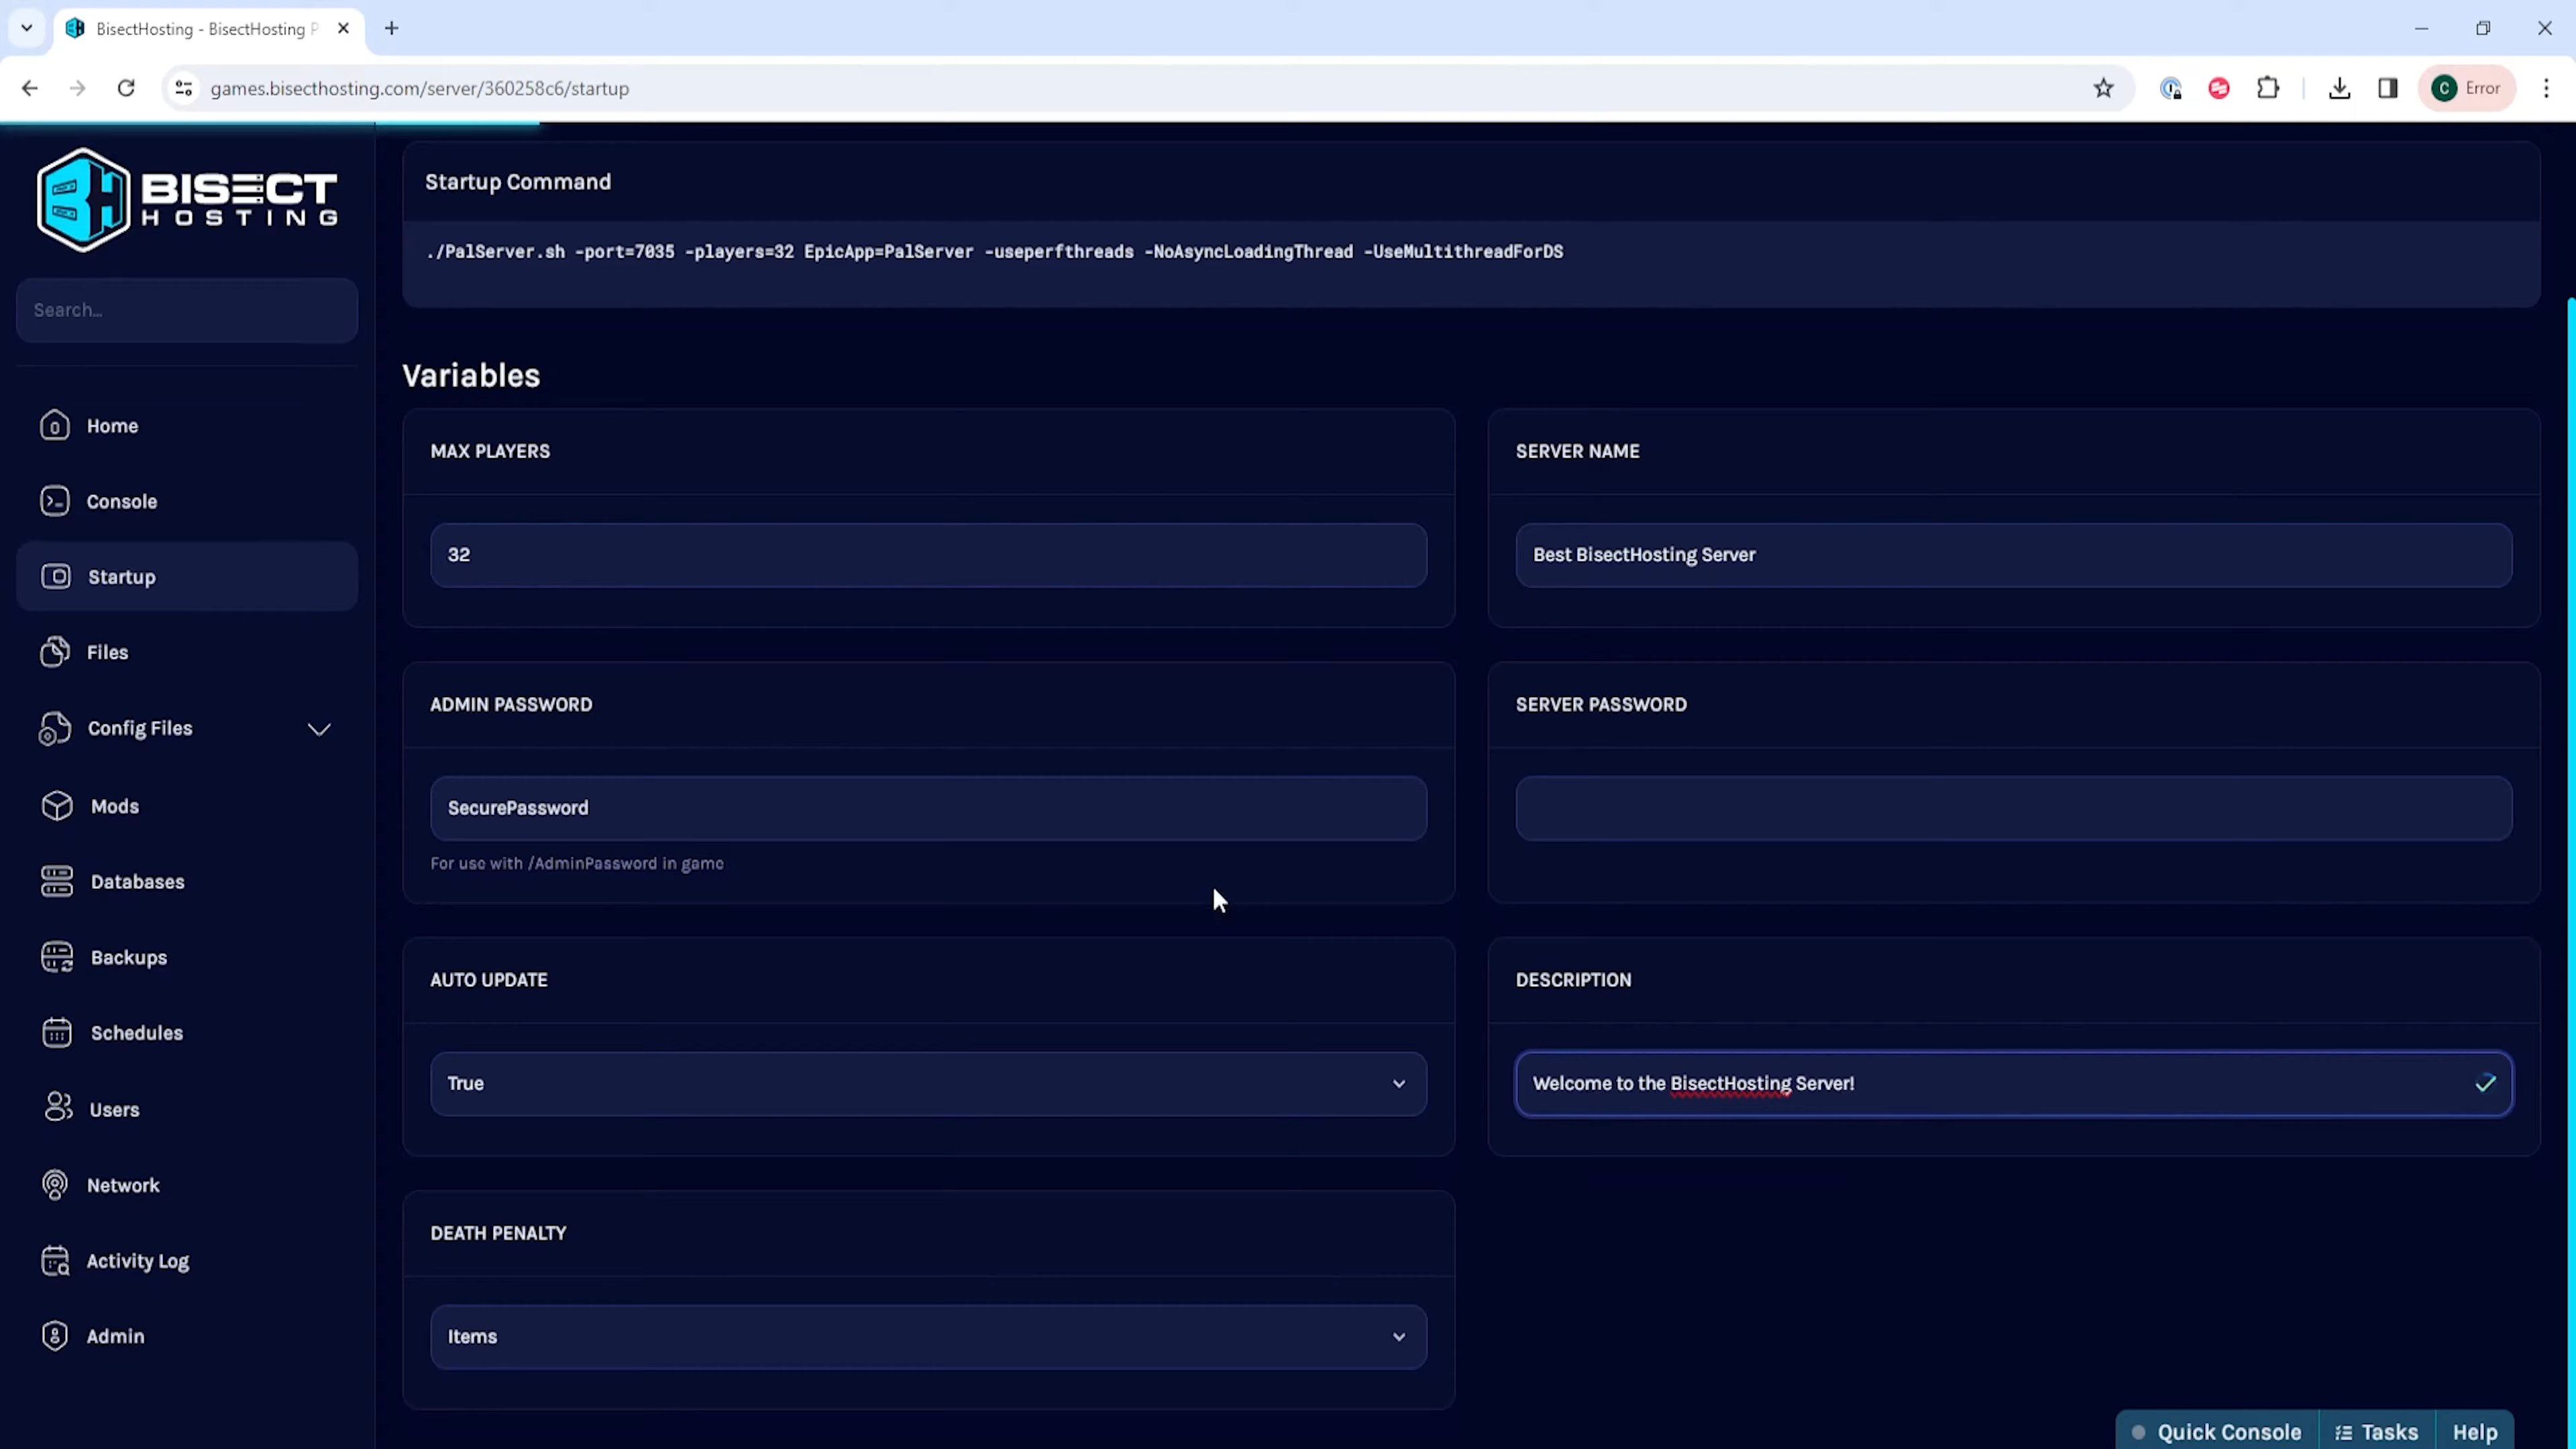 BisectHosting - BisectHosting P
games.bisecthosting.com/server/360258c6/startup
C Error
BISECT
HOSTING
Search...
Home
Console
Startup
Files
Config Files
Mods
Databases
Backups
Schedules
Users
Network
Activity Log
Admin
Startup Command
./PalServer.sh -port=7035 -players=32 EpicApp=PalServer -useperfthreads -NoAsyncLoadingThread -UseMultithreadForDS
Variables
MAX PLAYERS
32
SERVER NAME
Best BisectHosting Server
ADMIN PASSWORD
SecurePassword
For use with /AdminPassword in game
SERVER PASSWORD
AUTO UPDATE
True
DESCRIPTION
Welcome to the BisectHosting Server!
DEATH PENALTY
Items
Quick Console
Tasks
Help